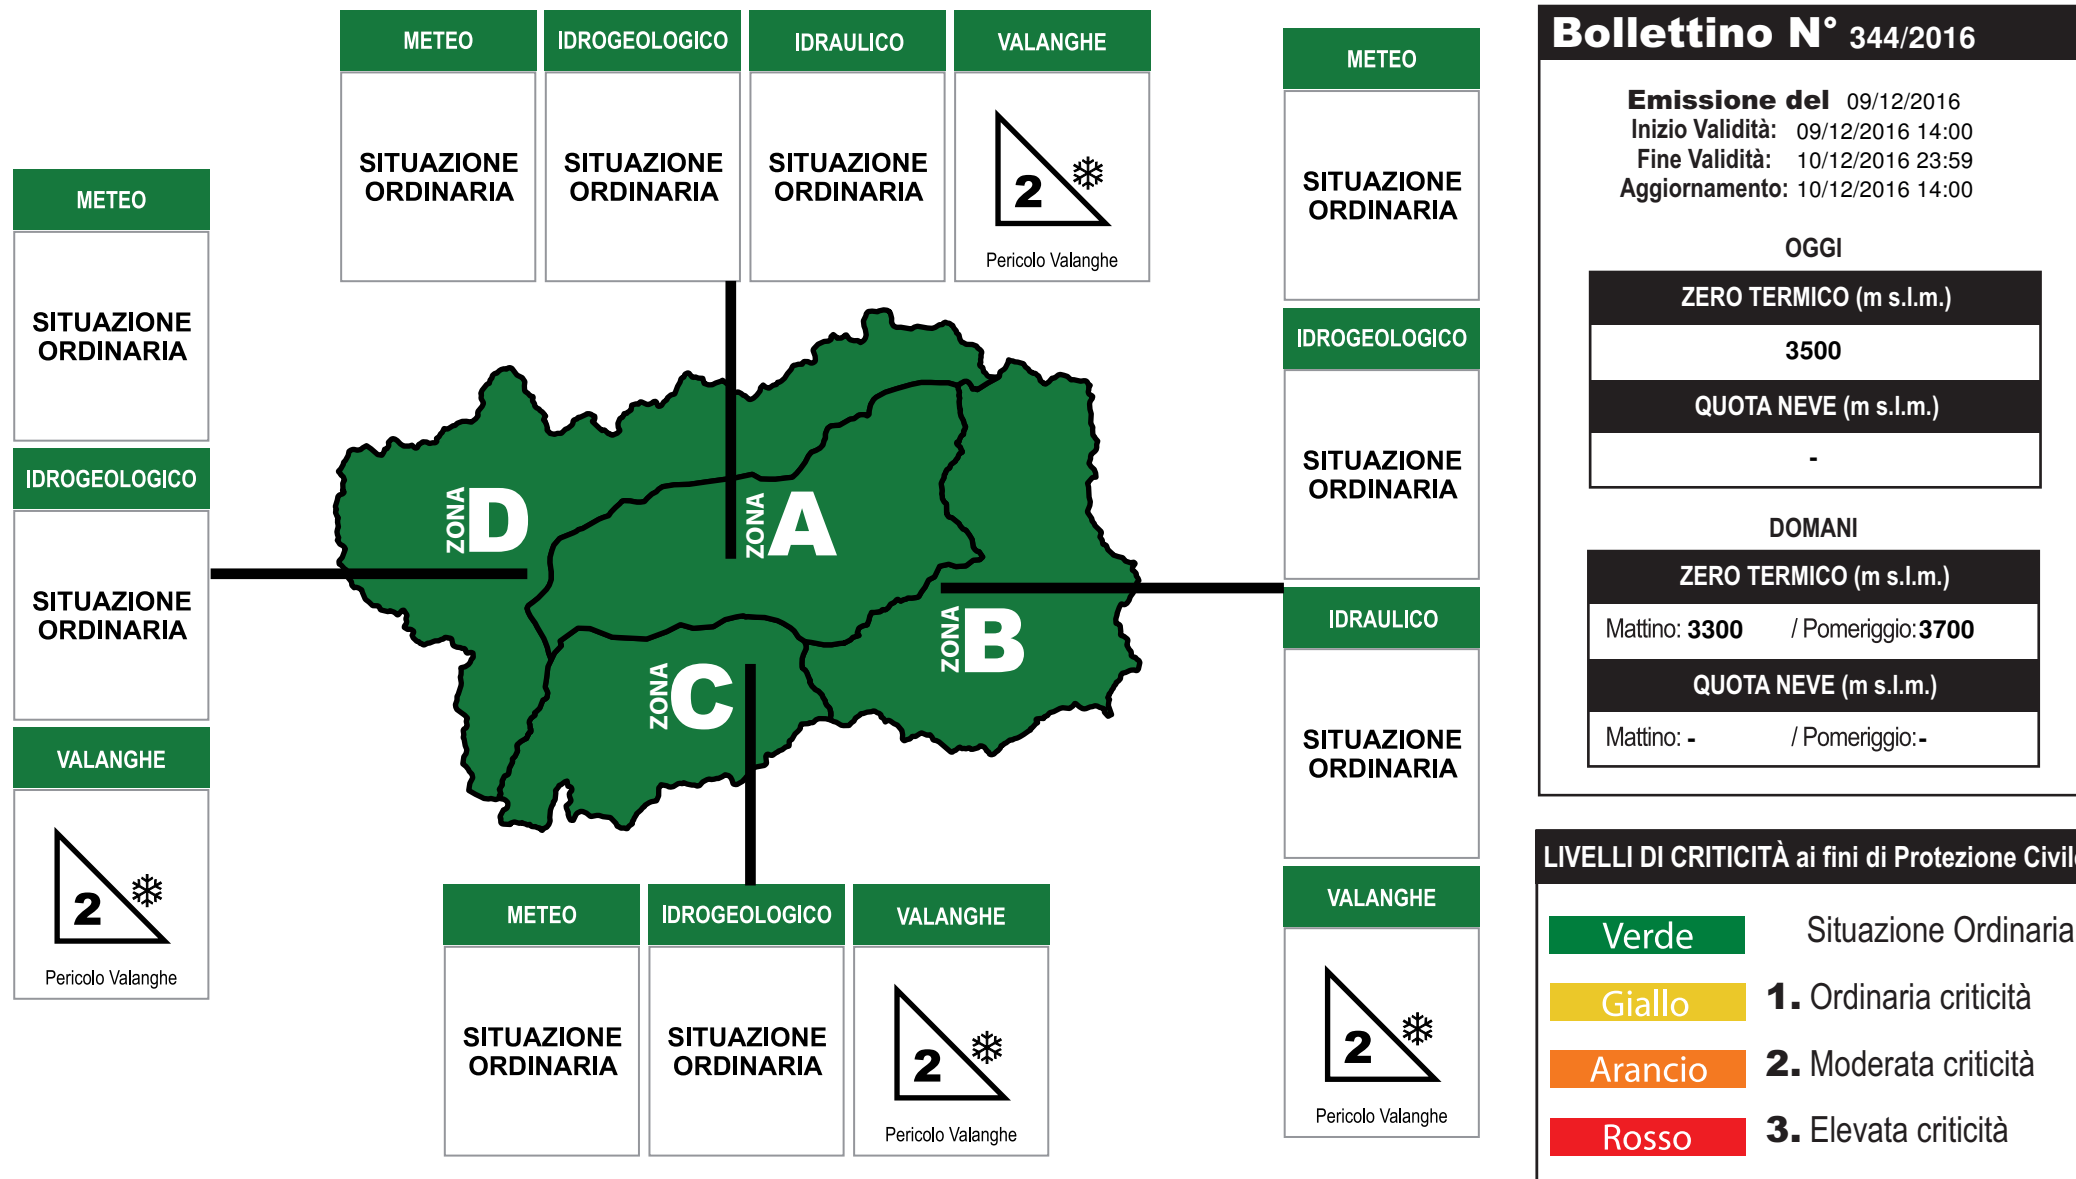 METEO
IDROGEOLOGICO
IDRAULICO
VALANGHE
SITUAZIONE
ORDINARIA
SITUAZIONE
ORDINARIA
SITUAZIONE
ORDINARIA
2
Pericolo Valanghe
METEO
SITUAZIONE
ORDINARIA
IDROGEOLOGICO
SITUAZIONE
ORDINARIA
VALANGHE
2
Pericolo Valanghe
ZONA D
ZONA A
ZONA B
ZONA C
METEO
SITUAZIONE
ORDINARIA
IDROGEOLOGICO
SITUAZIONE
ORDINARIA
IDRAULICO
SITUAZIONE
ORDINARIA
VALANGHE
2
Pericolo Valanghe
METEO
IDROGEOLOGICO
VALANGHE
SITUAZIONE
ORDINARIA
SITUAZIONE
ORDINARIA
2
Pericolo Valanghe
Bollettino N° 344/2016
Emissione del 09/12/2016
Inizio Validità: 09/12/2016 14:00
Fine Validità: 10/12/2016 23:59
Aggiornamento: 10/12/2016 14:00
OGGI
ZERO TERMICO (m s.l.m.)
3500
QUOTA NEVE (m s.l.m.)
-
DOMANI
ZERO TERMICO (m s.l.m.)
Mattino: 3300 / Pomeriggio: 3700
QUOTA NEVE (m s.l.m.)
Mattino: - / Pomeriggio: -
LIVELLI DI CRITICITÀ ai fini di Protezione Civile
Verde Situazione Ordinaria
Giallo 1. Ordinaria criticità
Arancio 2. Moderata criticità
Rosso 3. Elevata criticità